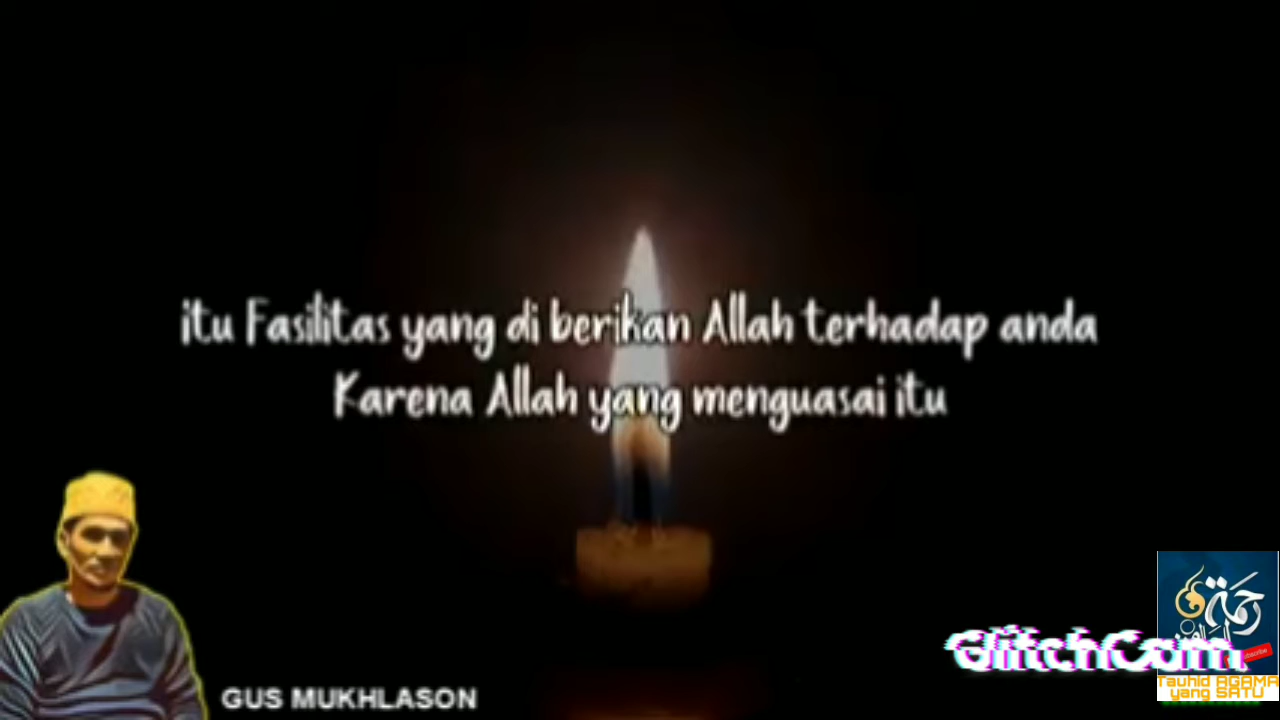 itu Fasilitas yang di berikan Allah terhadap anda
Karena Allah yang menguasai itu
GUS MUKHLASON
GlitchCam
Tauhid AGAMA
yang SATU